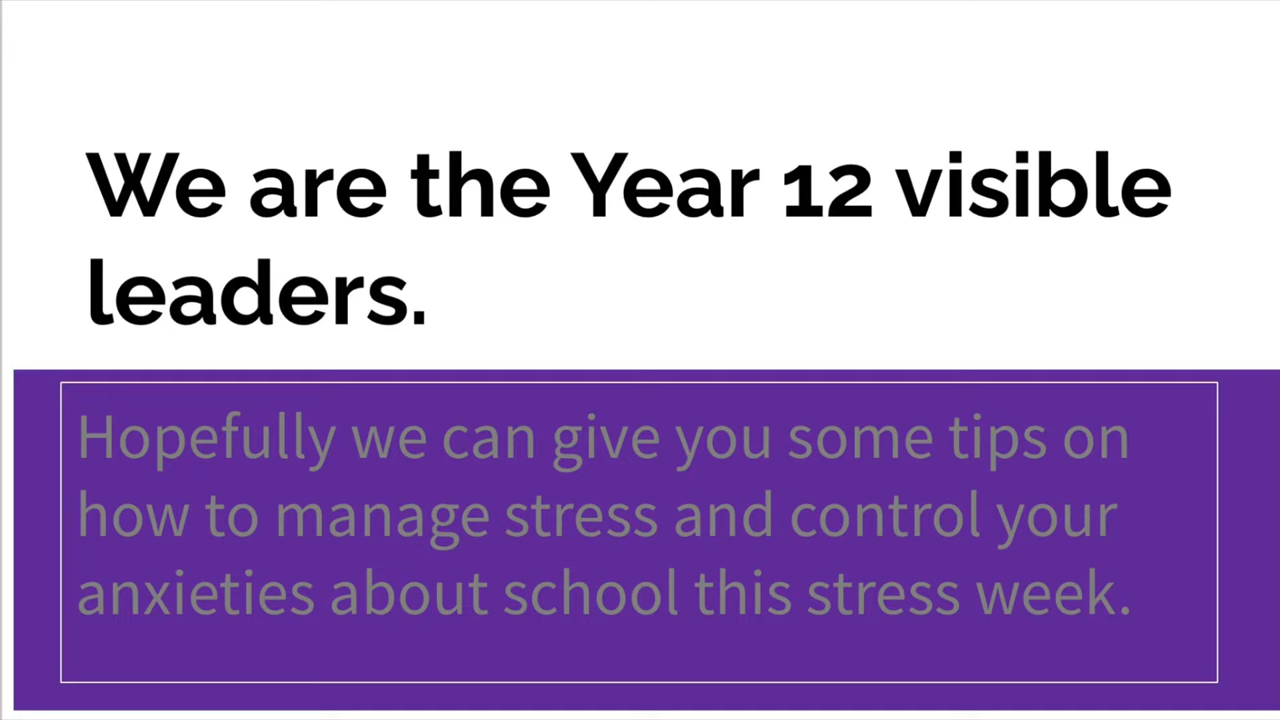 We are the Year 12 visible
leaders.
Hopefully we can give you some tips on
how to manage stress and control your
anxieties about school this stress week.